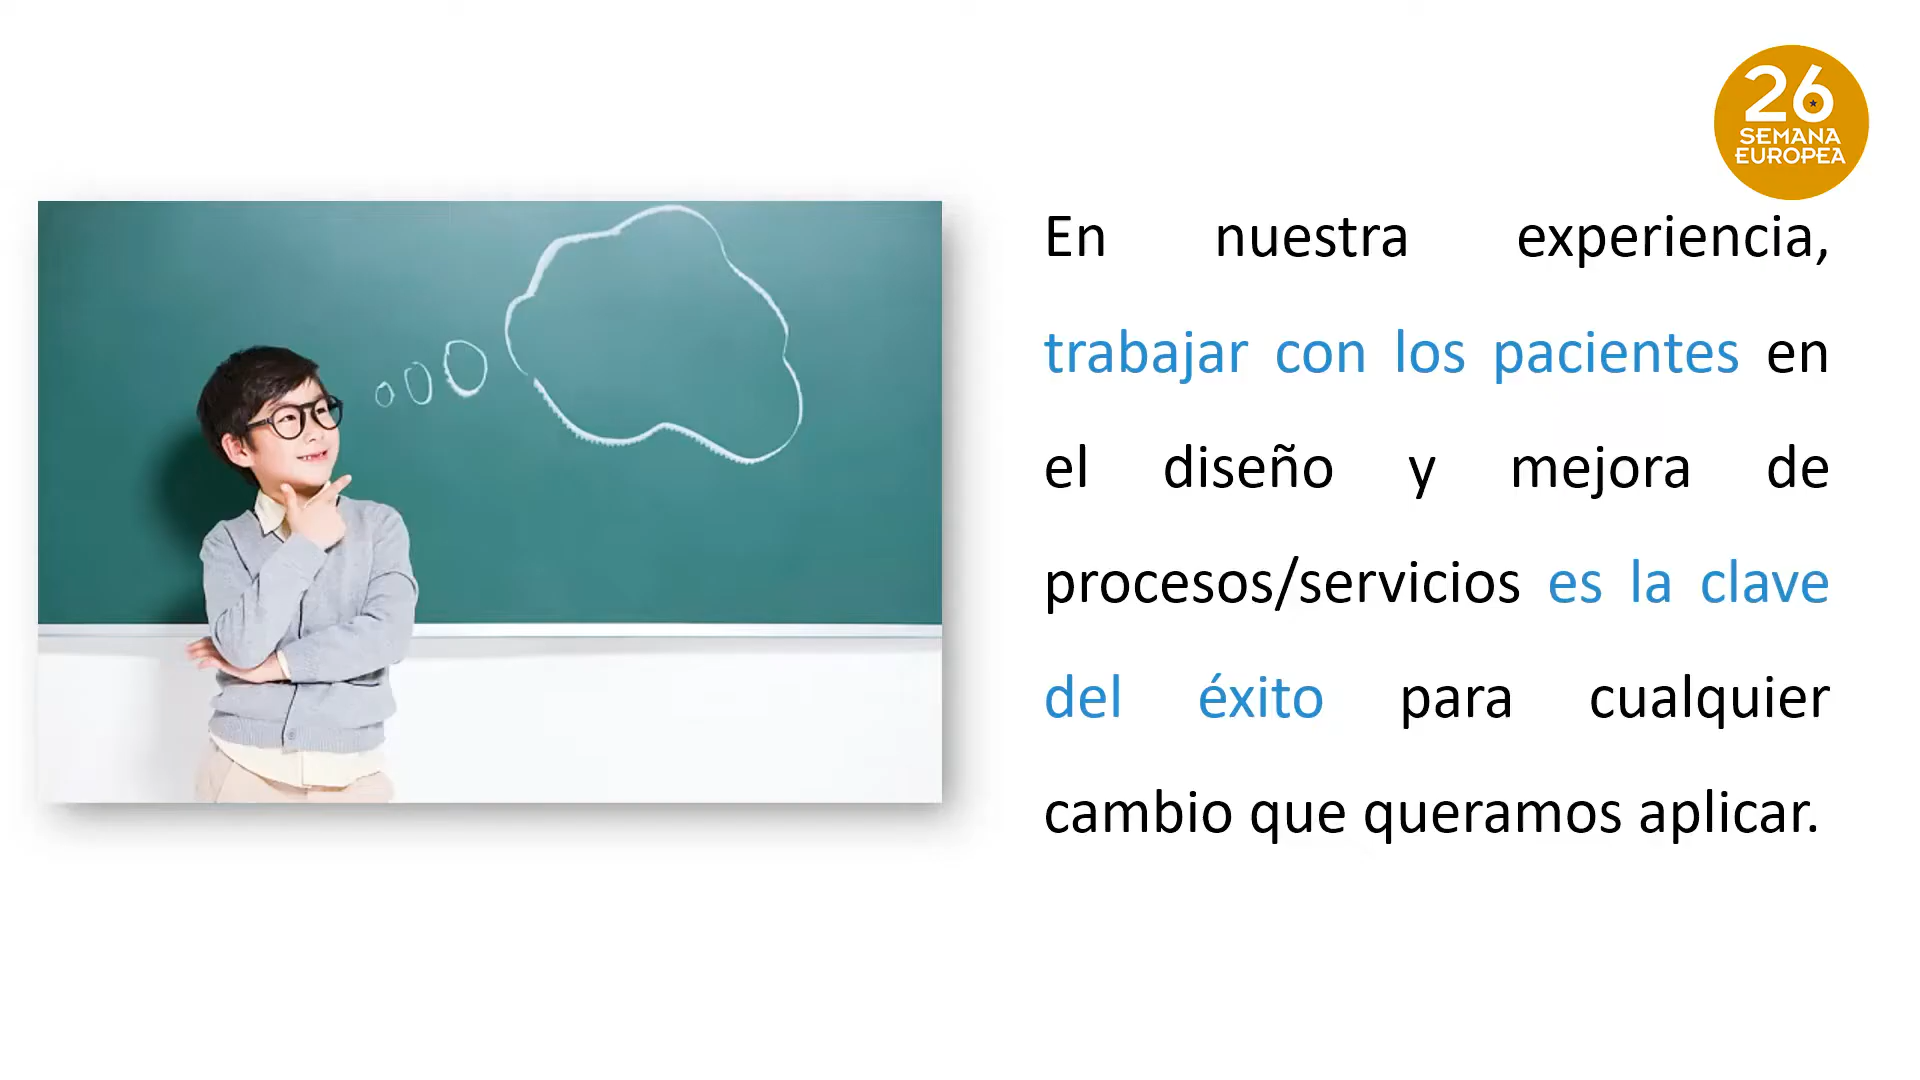 26
SEMANA
EUROPEA
En nuestra experiencia,
trabajar con los pacientes en
el diseño y mejora de
procesos/servicios es la clave
del éxito para cualquier
cambio que queramos aplicar.